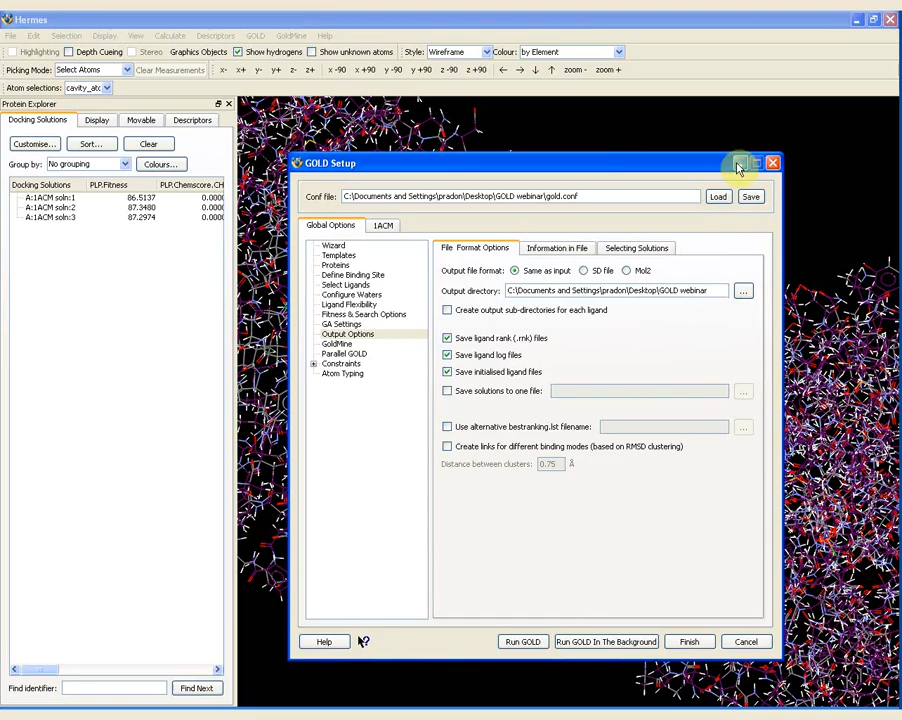 Hermes
File Edit Selection Display View Calculate Descriptors GOLD GoldMine Help
Highlighting Depth Cueing Stereo Graphics Objects Show hydrogens Show unknown atoms Style: Wireframe Colour: by Element
Picking Mode: Select Atoms Clear Measurements x- x+ y- y+ z- z+ x -90 x +90 y -90 y +90 z -90 z +90 zoom - zoom +
Atom selections: cavity_atc
Protein Explorer
Docking Solutions Display Movable Descriptors
Customise... Sort... Clear
Group by: No grouping Colours...
Docking Solutions PLP.Fitness PLP.Chemscore.CH
A:1ACM soln:1 86.5137 0.0000
A:1ACM soln:2 87.3480 0.0000
A:1ACM soln:3 87.2974 0.0000
Find identifier: Find Next
GOLD Setup
Conf file: C:\Documents and Settings\pradon\Desktop\GOLD webinar\gold.conf Load Save
Global Options 1ACM
Wizard
Templates
Proteins
Define Binding Site
Select Ligands
Configure Waters
Ligand Flexibility
Fitness & Search Options
GA Settings
Output Options
GoldMine
Parallel GOLD
Constraints
Atom Typing
File Format Options Information in File Selecting Solutions
Output file format: Same as input SD file Mol2
Output directory: C:\Documents and Settings\pradon\Desktop\GOLD webinar ...
Create output sub-directories for each ligand
Save ligand rank (.rnk) files
Save ligand log files
Save initialised ligand files
Save solutions to one file: ...
Use alternative bestranking.lst filename: ...
Create links for different binding modes (based on RMSD clustering)
Distance between clusters: 0.75 Å
Help ? Run GOLD Run GOLD In The Background Finish Cancel